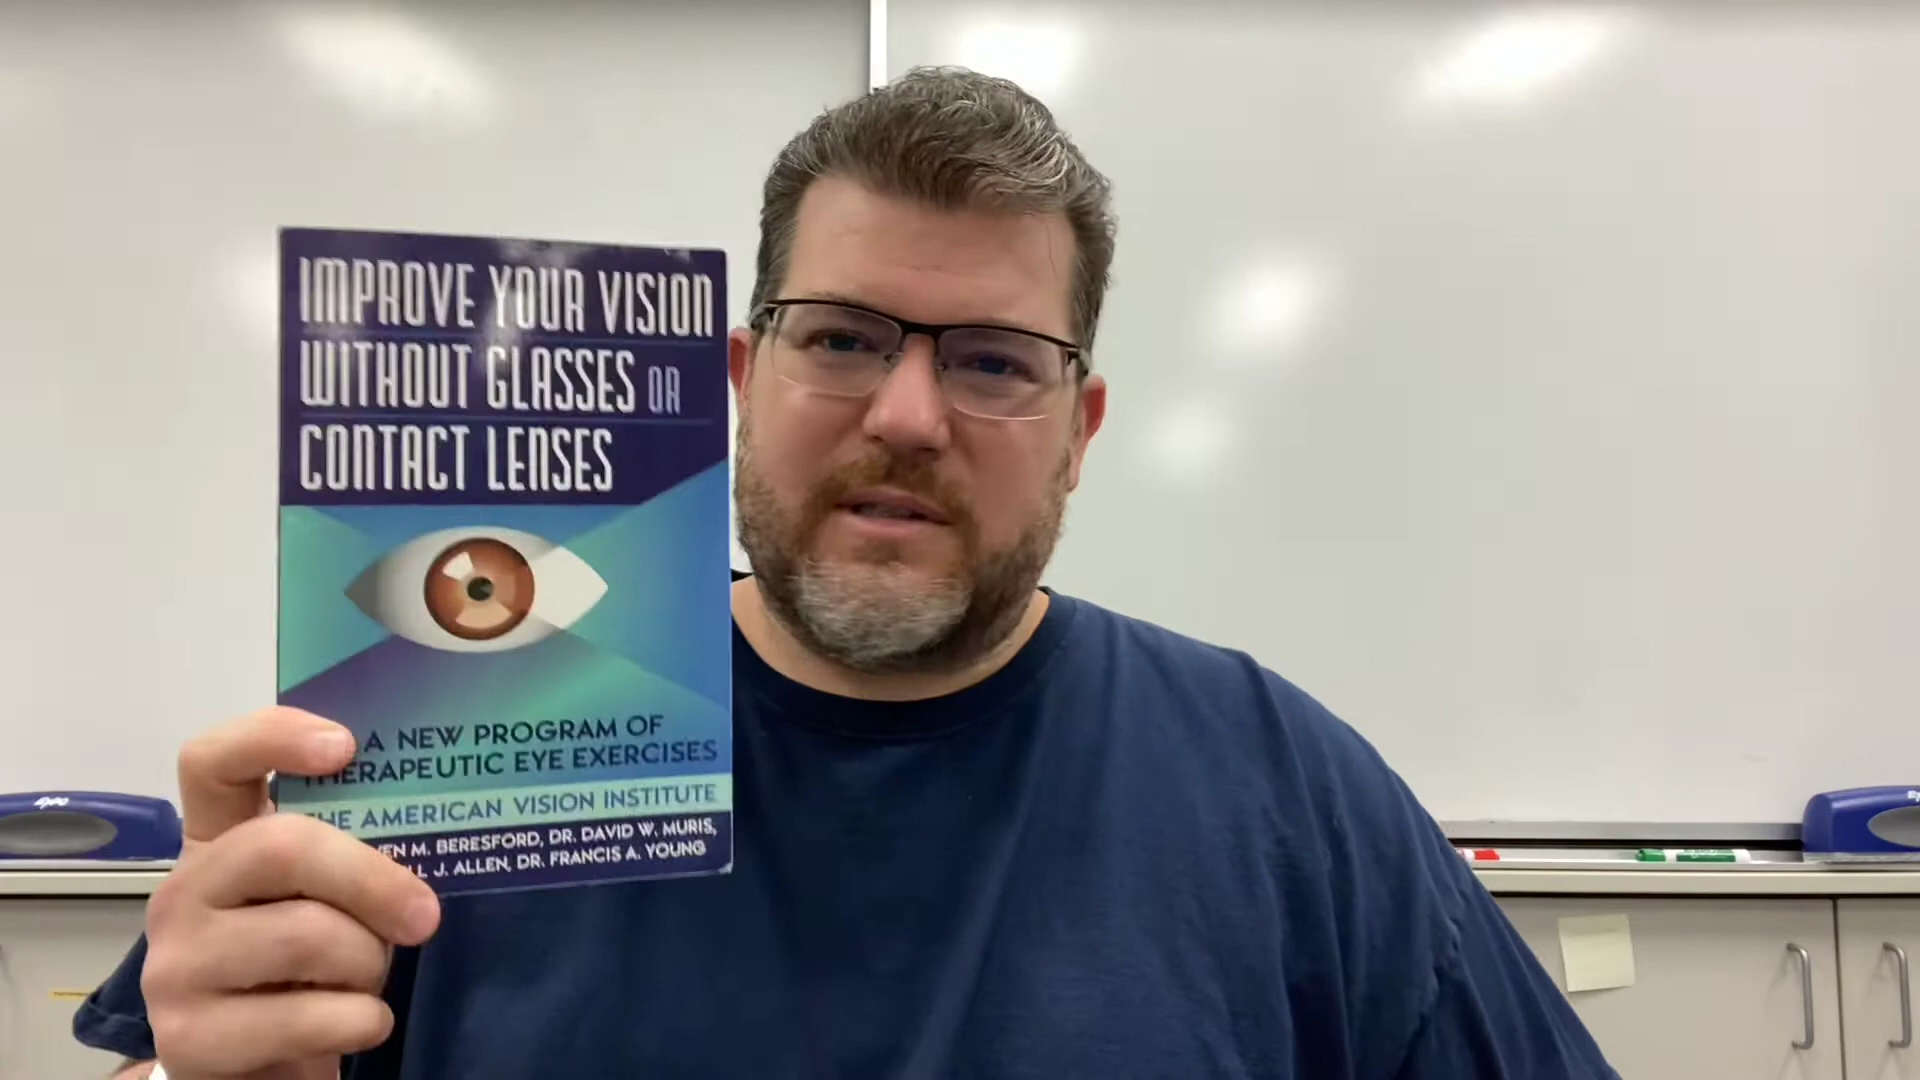 IMPROVE YOUR VISION
WITHOUT GLASSES OR
CONTACT LENSES
A NEW PROGRAM OF
THERAPEUTIC EYE EXERCISES
THE AMERICAN VISION INSTITUTE
M. BERESFORD, DR. DAVID W. MURIS,
J. ALLEN, DR. FRANCIS A. YOUNG
EXPO